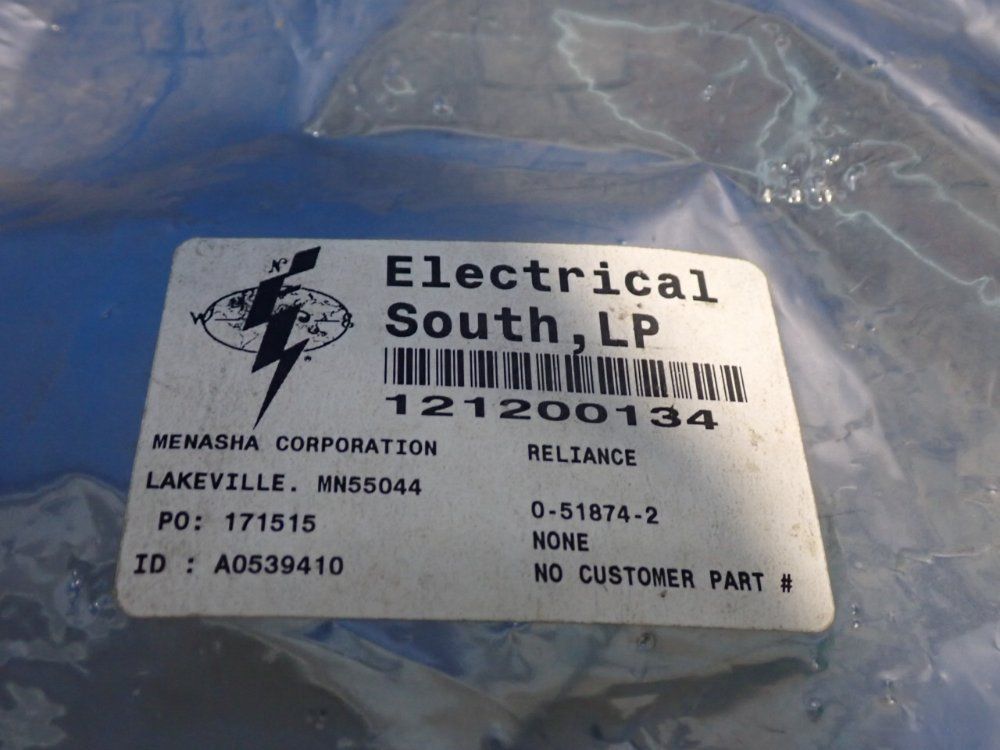 Electrical
South,LP
121200134
MENASHA CORPORATION
LAKEVILLE. MN55044
PO: 171515
ID : A0539410
RELIANCE
0-51874-2
NONE
NO CUSTOMER PART #
N
W